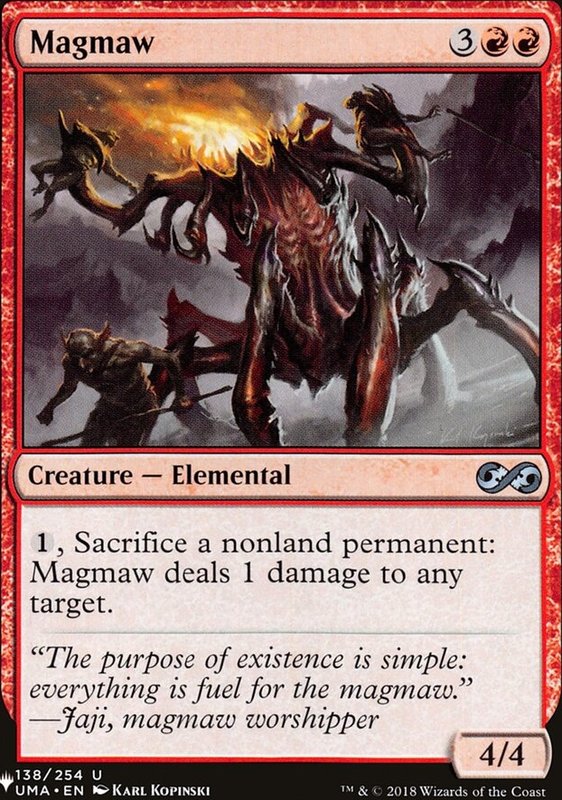 Magmaw 3
Creature — Elemental
1, Sacrifice a nonland permanent:
Magmaw deals 1 damage to any
target.
“The purpose of existence is simple:
everything is fuel for the magmaw.”
—Jaji, magmaw worshipper
4/4
138/254 U
UMA • EN Karl Kopinski
™ & © 2018 Wizards of the Coast